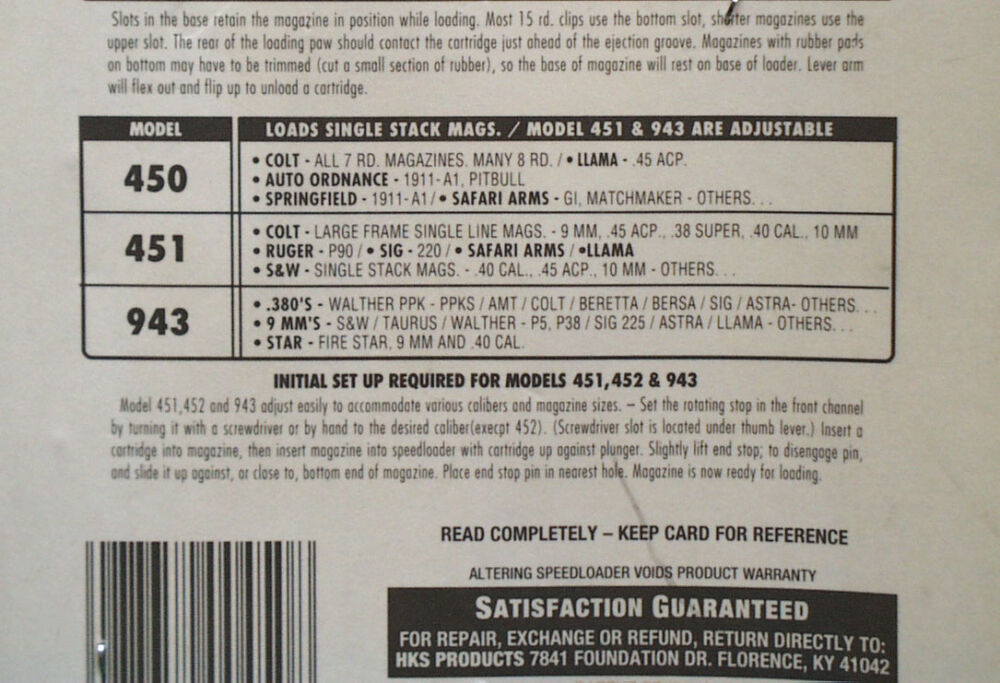 Slots in the base retain the magazine in position while loading. Most 15 rd. clips use the bottom slot, shorter magazines use the
upper slot. The rear of the loading paw should contact the cartridge just ahead of the ejection groove. Magazines with rubber pads
on bottom may have to be trimmed (cut a small section of rubber), so the base of magazine will rest on base of loader. Lever arm
will flex out and flip up to unload a cartridge.
MODEL LOADS SINGLE STACK MAGS. / MODEL 451 & 943 ARE ADJUSTABLE
450
• COLT - ALL 7 RD. MAGAZINES. MANY 8 RD. / • LLAMA - .45 ACP.
• AUTO ORDNANCE - 1911-A1, PITBULL
• SPRINGFIELD - 1911-A1 / • SAFARI ARMS - GI, MATCHMAKER - OTHERS. . .
451
• COLT - LARGE FRAME SINGLE LINE MAGS. - 9 MM, .45 ACP., .38 SUPER, .40 CAL., 10 MM
• RUGER - P90 / • SIG - 220 / • SAFARI ARMS / •LLAMA
• S&W - SINGLE STACK MAGS. - .40 CAL., .45 ACP., 10 MM - OTHERS. . .
943
• .380'S - WALTHER PPK - PPKS / AMT / COLT / BERETTA / BERSA / SIG / ASTRA- OTHERS. . .
• 9 MM'S - S&W / TAURUS / WALTHER - P5, P38 / SIG 225 / ASTRA / LLAMA - OTHERS. . .
• STAR - FIRE STAR, 9 MM AND .40 CAL.
INITIAL SET UP REQUIRED FOR MODELS 451,452 & 943
Model 451,452 and 943 adjust easily to accommodate various calibers and magazine sizes. – Set the rotating stop in the front channel
by turning it with a screwdriver or by hand to the desired caliber(execpt 452). (Screwdriver slot is located under thumb lever.) Insert a
cartridge into magazine, then insert magazine into speedloader with cartridge up against plunger. Slightly lift end stop; to disengage pin,
and slide it up against, or close to, bottom end of magazine. Place end stop pin in nearest hole. Magazine is now ready for loading.
READ COMPLETELY – KEEP CARD FOR REFERENCE
ALTERING SPEEDLOADER VOIDS PRODUCT WARRANTY
SATISFACTION GUARANTEED
FOR REPAIR, EXCHANGE OR REFUND, RETURN DIRECTLY TO:
HKS PRODUCTS 7841 FOUNDATION DR. FLORENCE, KY 41042